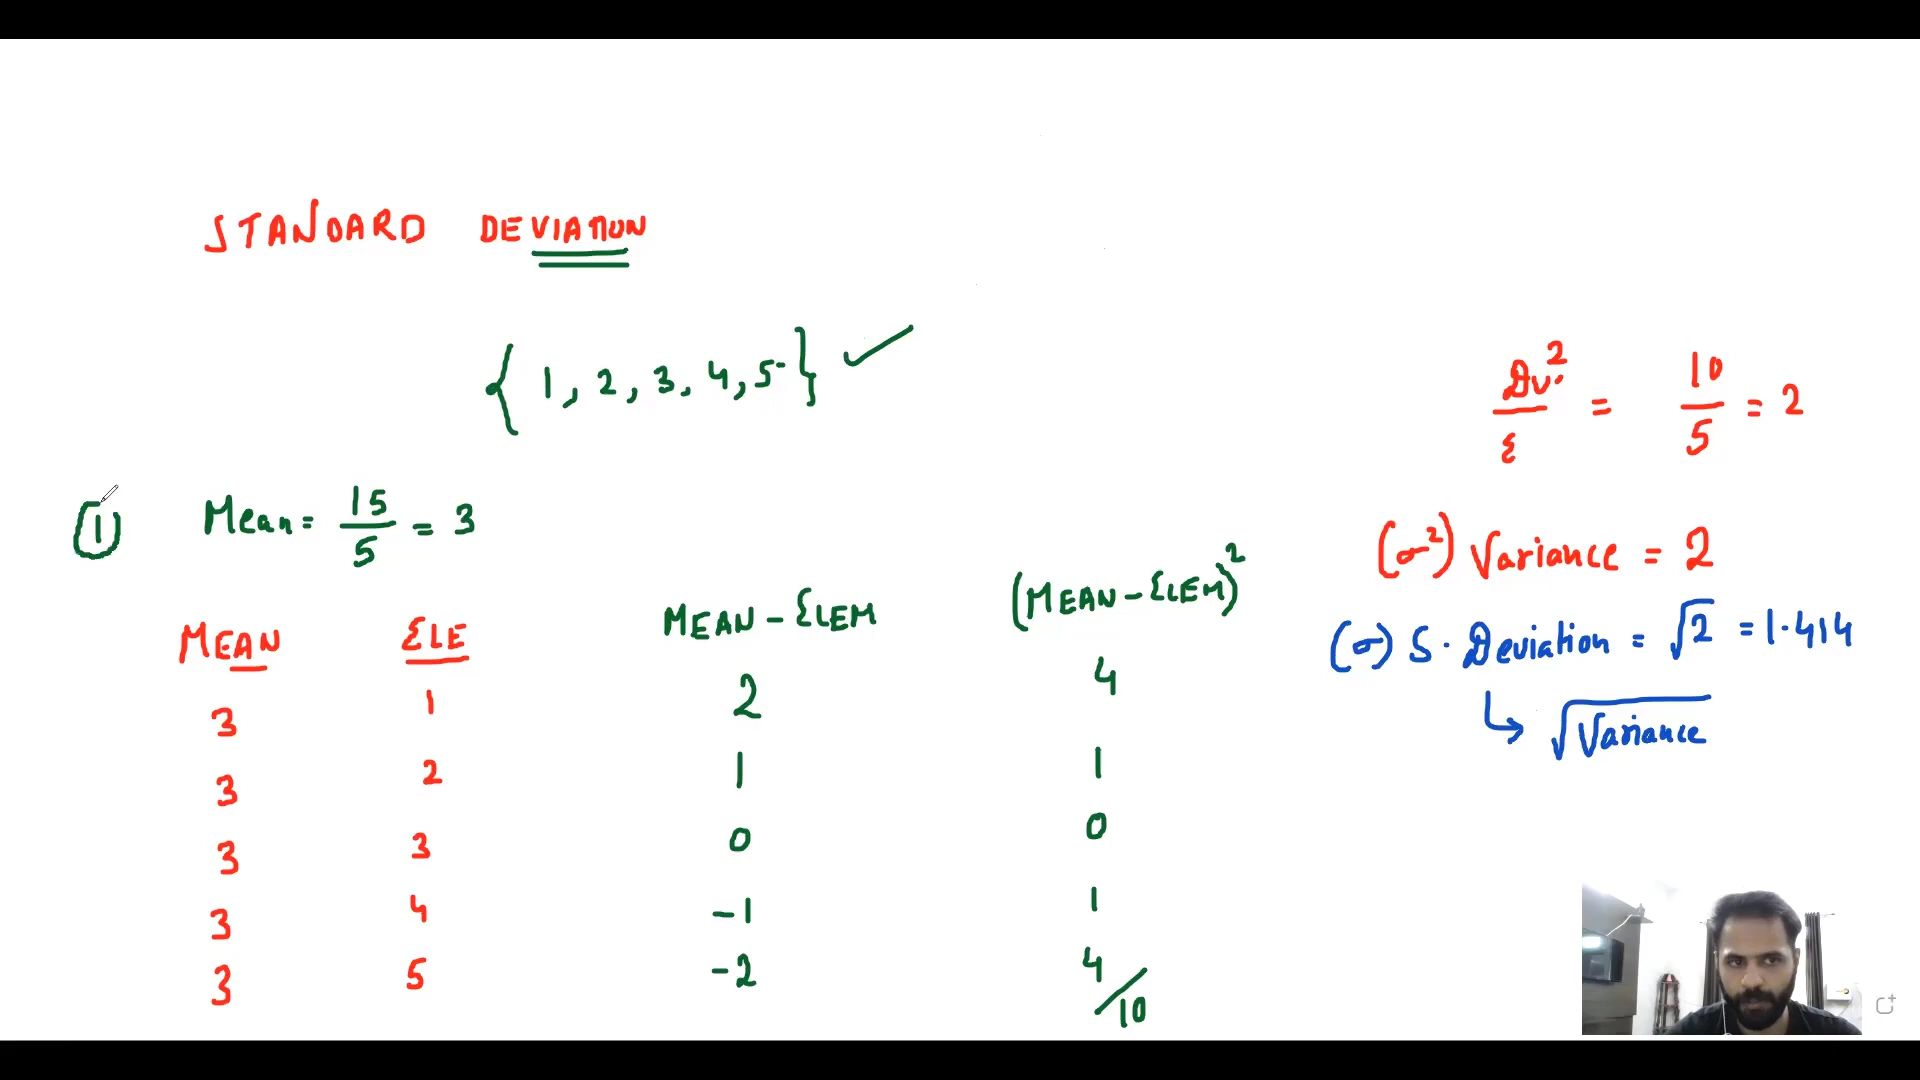 STANDARD DEVIATION
{ 1, 2, 3, 4, 5 }
① Mean = 15/5 = 3
MEAN ELE MEAN - ELEM (MEAN - ELEM)²
3 1 2 4
3 2 1 1
3 3 0 0
3 4 -1 1
3 5 -2 4
10
Dv.²/ε = 10/5 = 2
(σ²) Variance = 2
(σ) S. Deviation = √2 = 1.414
↳ √Variance